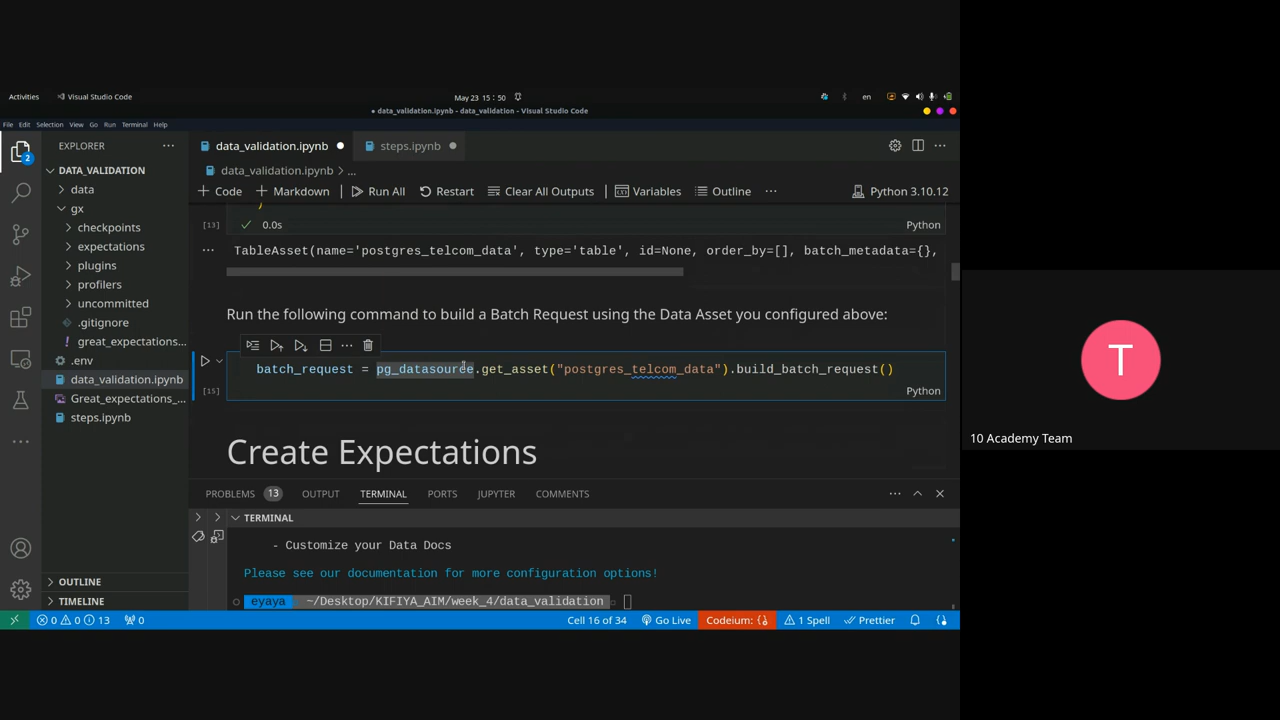 Activities
Visual Studio Code
May 23 15:50
en
• data_validation.ipynb - data_validation - Visual Studio Code
File Edit Selection View Go Run Terminal Help
EXPLORER
data_validation.ipynb
steps.ipynb
DATA_VALIDATION
data
gx
checkpoints
expectations
plugins
profilers
uncommitted
.gitignore
great_expectations...
.env
data_validation.ipynb
Great_expectations_...
steps.ipynb
OUTLINE
TIMELINE
2
data_validation.ipynb > ...
+ Code + Markdown Run All Restart Clear All Outputs Variables Outline ... Python 3.10.12
)
[13] ✓ 0.0s Python
... TableAsset(name='postgres_telcom_data', type='table', id=None, order_by=[], batch_metadata={},
Run the following command to build a Batch Request using the Data Asset you configured above:
batch_request = pg_datasource.get_asset("postgres_telcom_data").build_batch_request()
[15] Python
Create Expectations
PROBLEMS 13 OUTPUT TERMINAL PORTS JUPYTER COMMENTS
TERMINAL
- Customize your Data Docs
Please see our documentation for more configuration options!
eyaya ~/Desktop/KIFIYA_AIM/week_4/data_validation
0 0 13 0 Cell 16 of 34 Go Live Codeium: {} 1 Spell Prettier
T
10 Academy Team